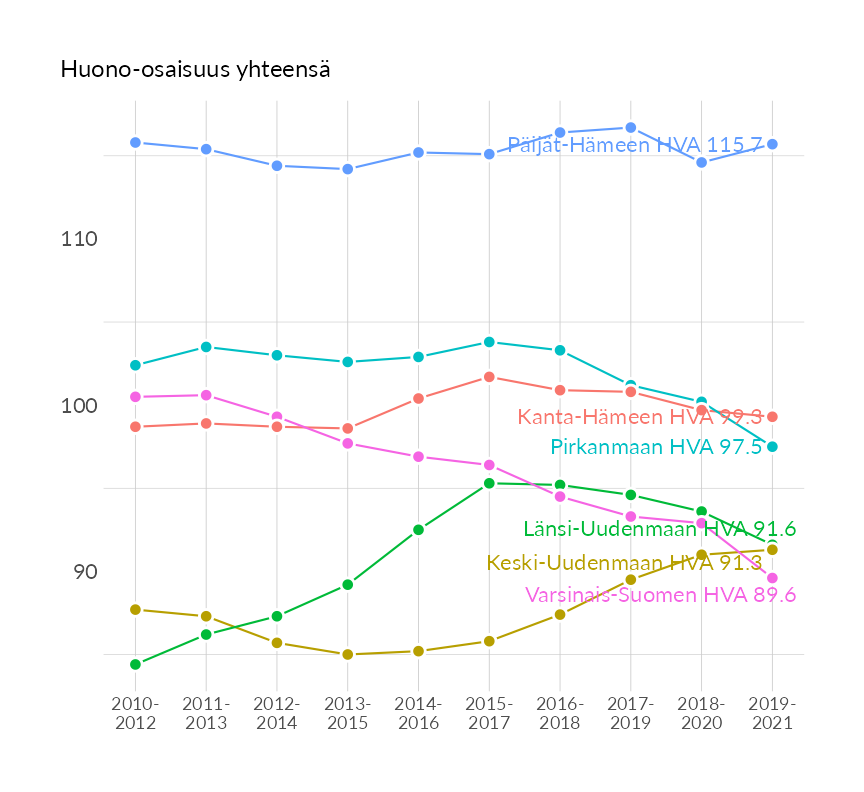 Huono-osaisuus yhteensä
Päijät-Hämeen HVA 115.7
110
100
Kanta-Hämeen HVA 99.3
Pirkanmaan HVA 97.5
Länsi-Uudenmaan HVA 91.6
Keski-Uudenmaan HVA 91.3
90
Varsinais-Suomen HVA 89.6
2010- 2011- 2012- 2013- 2014- 2015- 2016- 2017- 2018- 2019-
2012 2013 2014 2015 2016 2017 2018 2019 2020 2021